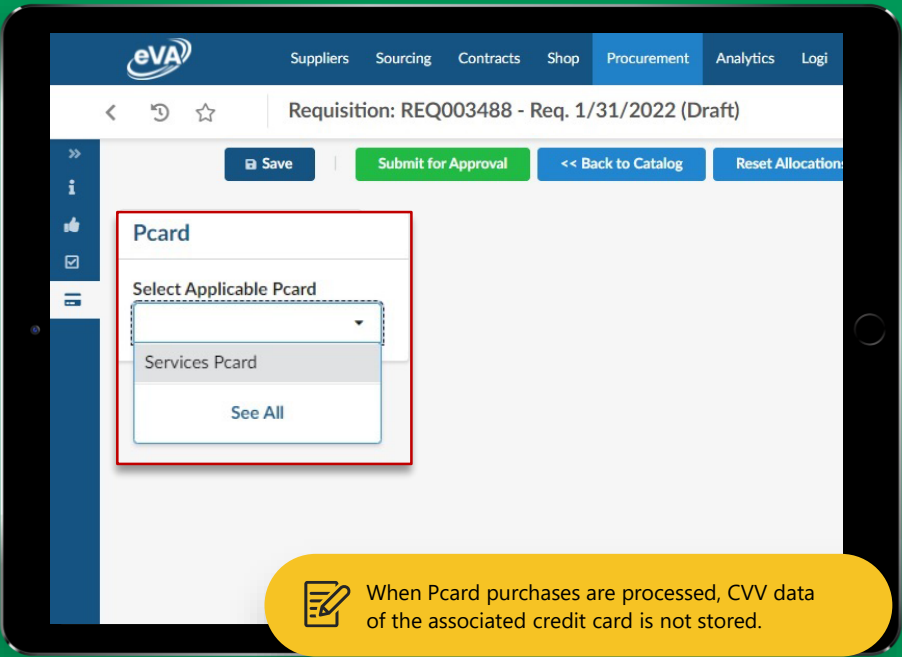 eVA
Suppliers Sourcing Contracts Shop Procurement Analytics Logi
Requisition: REQ003488 - Req. 1/31/2022 (Draft)
Save Submit for Approval << Back to Catalog Reset Allocation
Pcard
Select Applicable Pcard
Services Pcard
See All
When Pcard purchases are processed, CVV data
of the associated credit card is not stored.